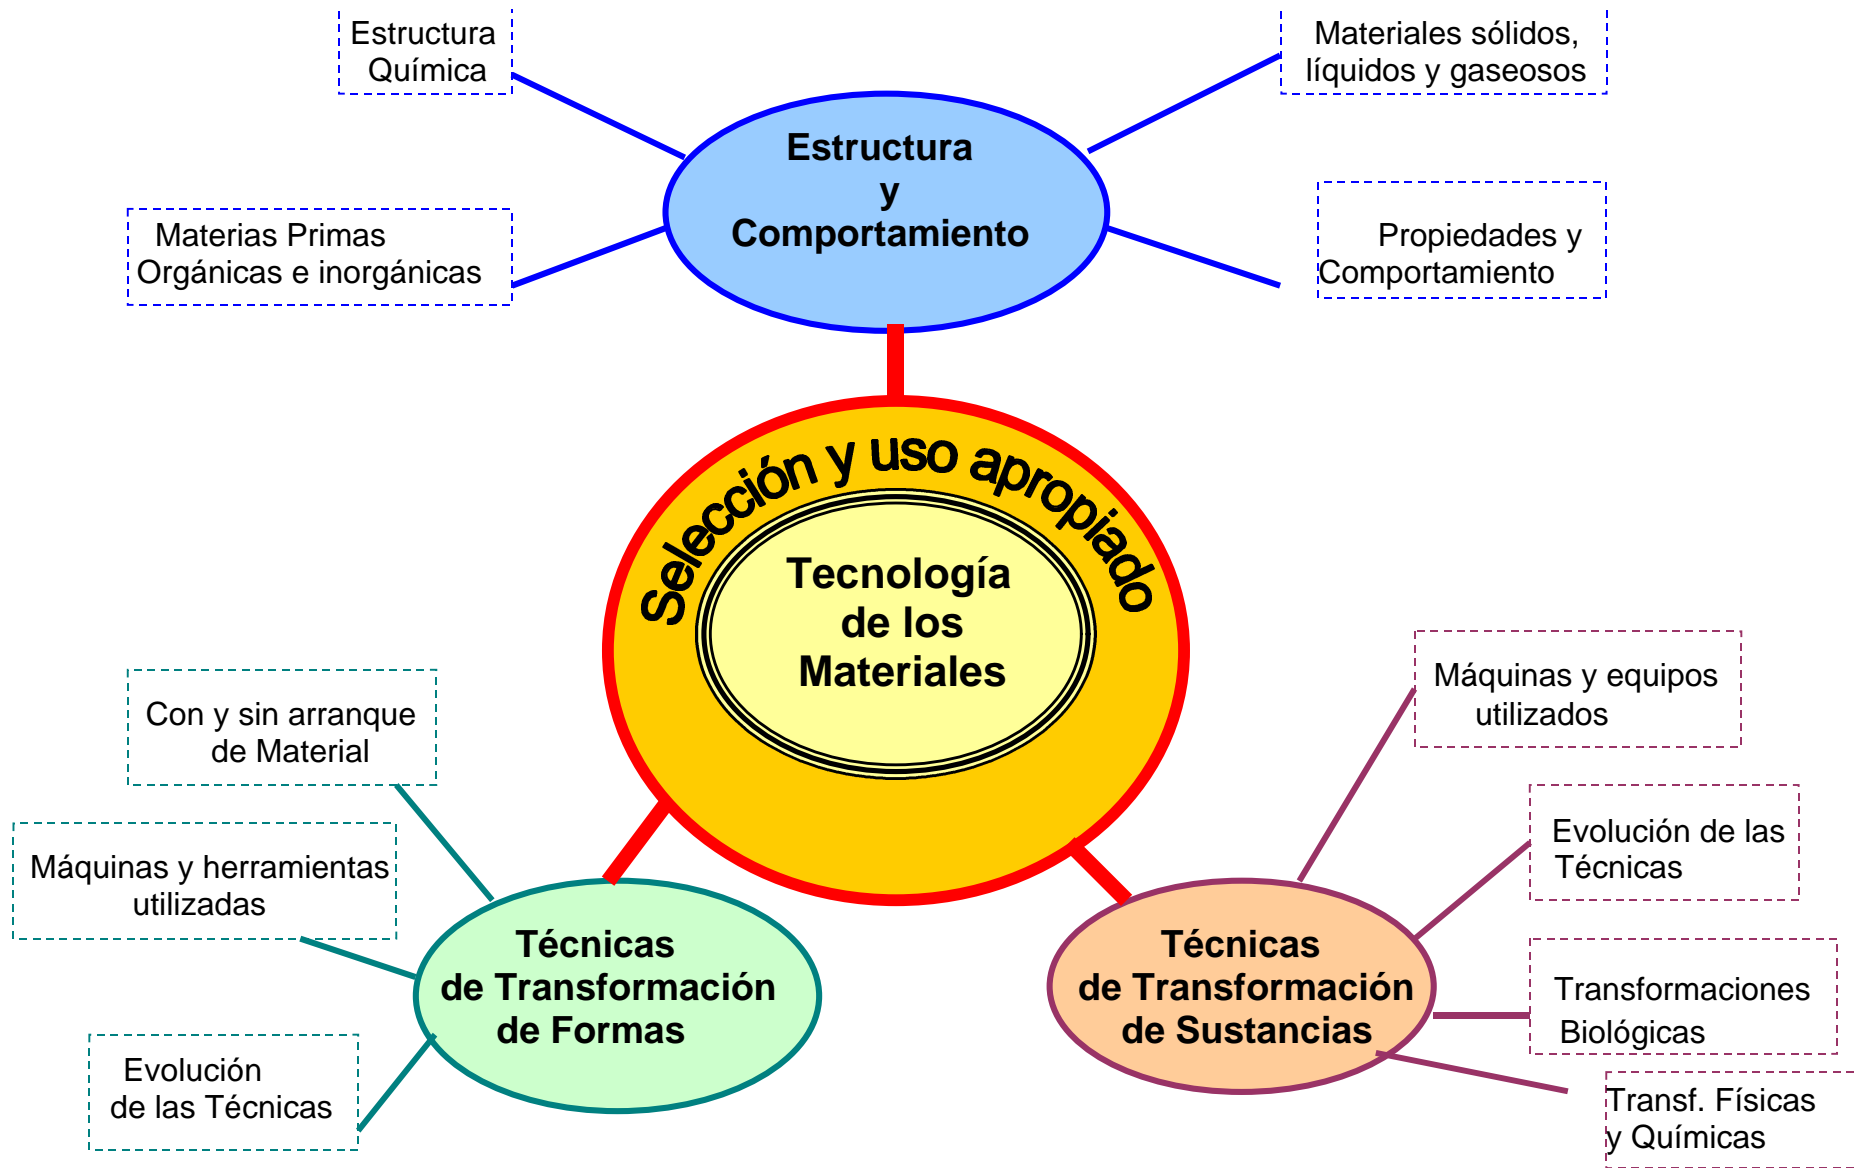 Estructura
Química
Materiales sólidos,
líquidos y gaseosos
Estructura
y
Comportamiento
Materias Primas
Orgánicas e inorgánicas
Propiedades y
Comportamiento
Selección y uso apropiado
Tecnología
de los
Materiales
Con y sin arranque
de Material
Máquinas y herramientas
utilizadas
Evolución
de las Técnicas
Técnicas
de Transformación
de Formas
Técnicas
de Transformación
de Sustancias
Máquinas y equipos
utilizados
Evolución de las
Técnicas
Transformaciones
Biológicas
Transf. Físicas
y Químicas